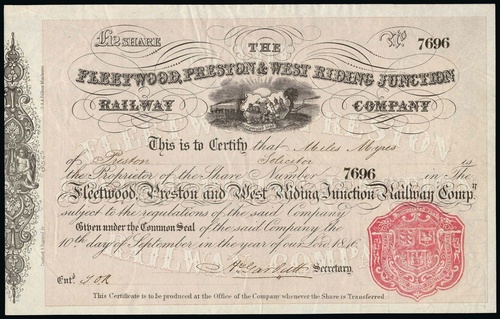 £12 SHARE No 7696
THE
FLEETWOOD, PRESTON & WEST RIDING JUNCTION
RAILWAY COMPANY
This is to Certify that Miles Myres
of Preston Solicitor is
the Proprietor of the Share Number 7696 in The
Fleetwood, Preston and West Riding Junction Railway Compy
subject to the regulations of the said Company
Given under the Common Seal of the said company the
10th day of September in the year of our Lord 1846.
Secretary.
Entd
This Certificate is to be produced at the Office of the Company whenever the Share is Transferred